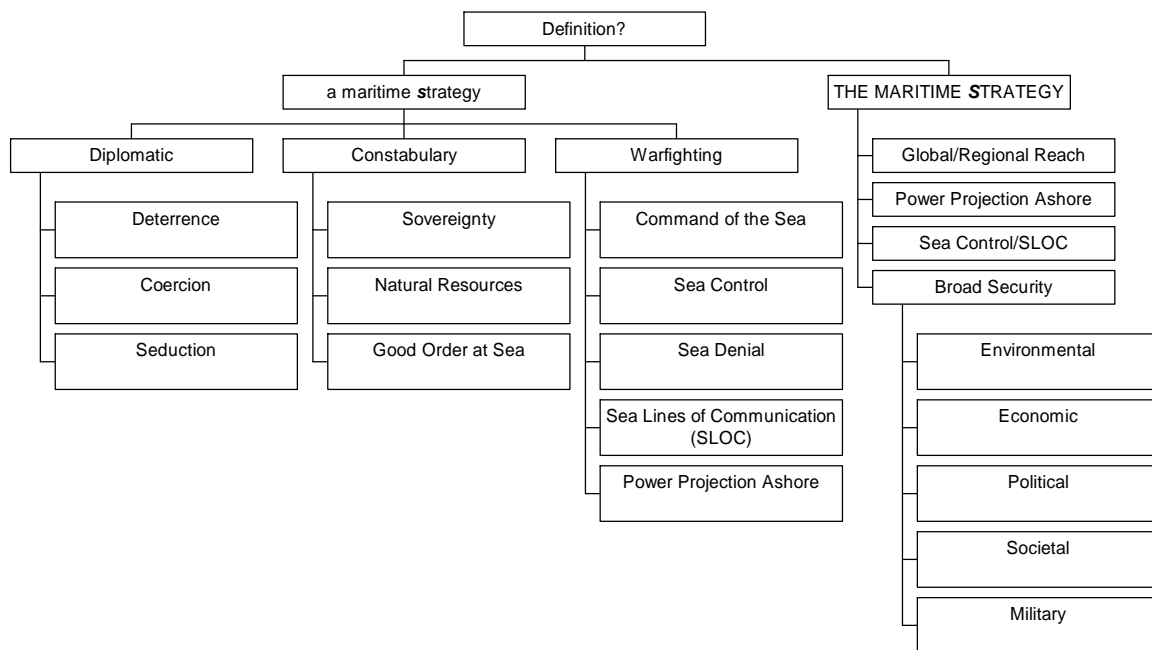 Definition?
a maritime strategy
THE MARITIME STRATEGY
Diplomatic
Constabulary
Warfighting
Deterrence
Coercion
Seduction
Sovereignty
Natural Resources
Good Order at Sea
Command of the Sea
Sea Control
Sea Denial
Sea Lines of Communication
(SLOC)
Power Projection Ashore
Global/Regional Reach
Power Projection Ashore
Sea Control/SLOC
Broad Security
Environmental
Economic
Political
Societal
Military